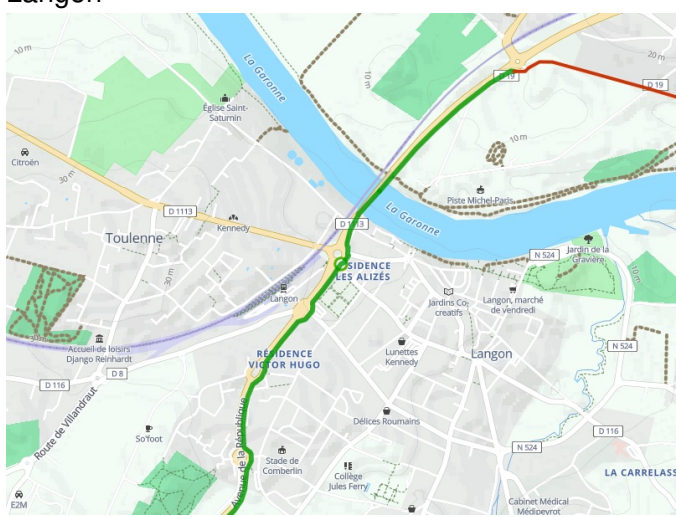 Langon
10 m
La Garonne
D 19
20 m
D 19
Église Saint-
Saturnin
10 m
10 m
Citroën
30 m
Piste Michel-Paris
D 1113
Kennedy
D 1113
La Garonne
Toulenne
30 m
SIDENCE
LES ALIZÉS
N 524
Jardin de la
Gravière
10 m
Langon
Jardins Co-
creatifs
Langon, marché
de vendredi
Accueil de loisirs
Django Reinhardt
RÉSIDENCE
VICTOR HUGO
Lunettes
Kennedy
Langon
N 524
D 116
D 8
Route de Villandraut
Avenue de la République
So'foot
Délices Roumains
D 116
N 524
Stade de
Comberlin
Collège
Jules Ferry
LA CARRELASS
E2M
Cabinet Médical
Médipeyrot